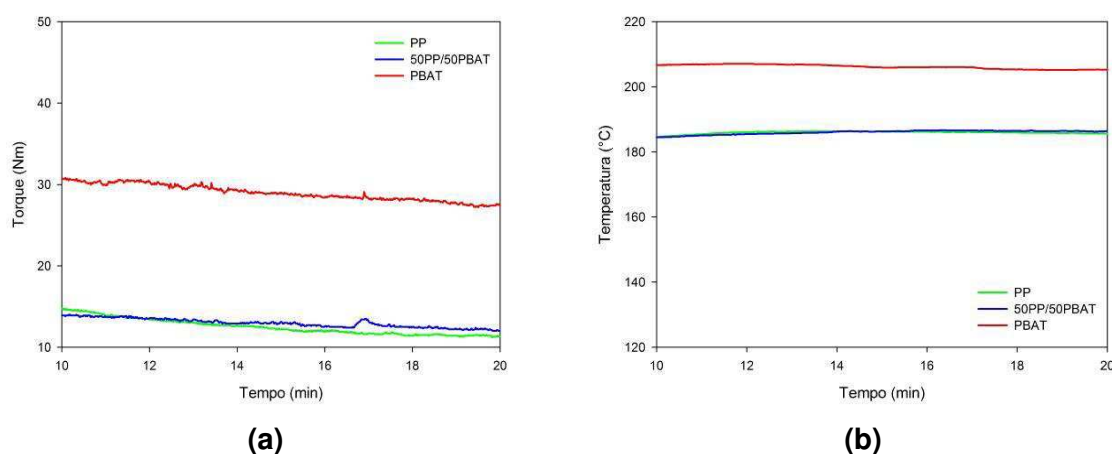 50
40
30
20
10
Torque (Nm)
PP
50PP/50PBAT
PBAT
10 12 14 16 18 20
Tempo (min)
(a)
220
200
180
160
140
120
Temperatura (°C)
PP
50PP/50PBAT
PBAT
10 12 14 16 18 20
Tempo (min)
(b)